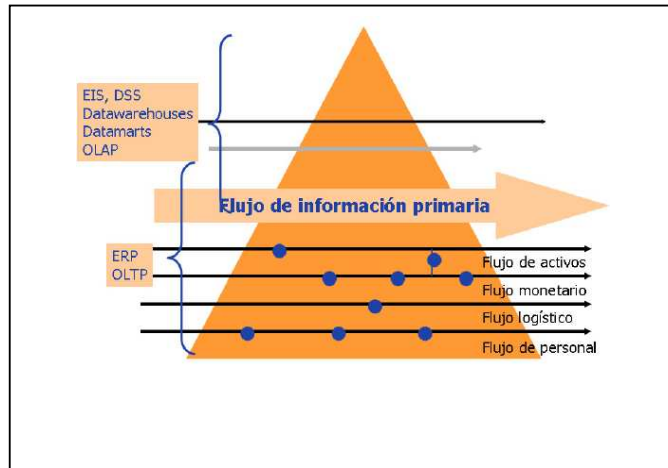 EIS, DSS
Datawarehouses
Datamarts
OLAP
Flujo de información primaria
ERP
OLTP
Flujo de activos
Flujo monetario
Flujo logístico
Flujo de personal